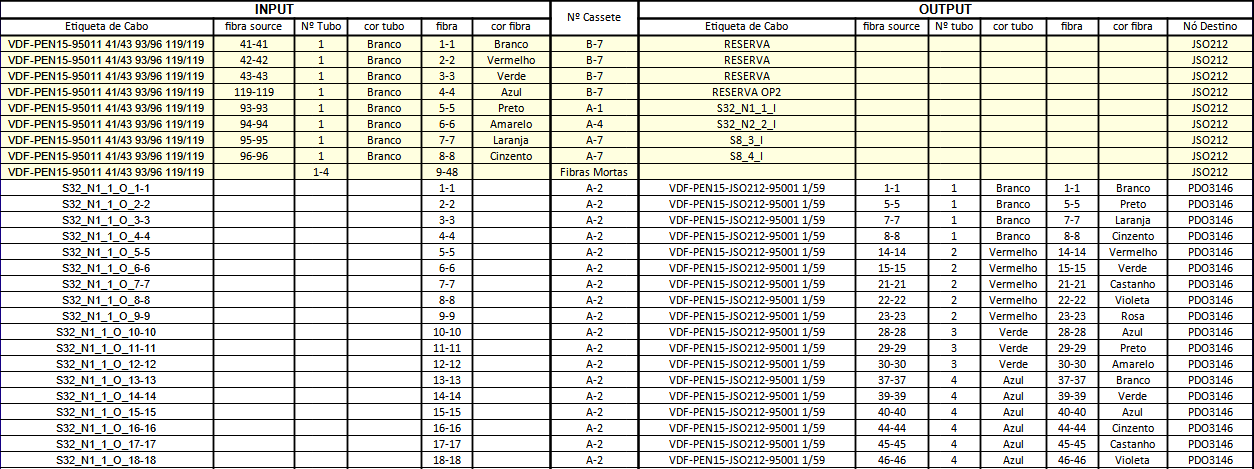 INPUT Nº Cassete OUTPUT
Etiqueta de Cabo fibra source Nº Tubo cor tubo fibra cor fibra Etiqueta de Cabo fibra source Nº tubo cor tubo fibra cor fibra Nó Destino
VDF-PEN15-95011 41/43 93/96 119/119 41-41 1 Branco 1-1 Branco B-7 RESERVA JSO212
VDF-PEN15-95011 41/43 93/96 119/119 42-42 1 Branco 2-2 Vermelho B-7 RESERVA JSO212
VDF-PEN15-95011 41/43 93/96 119/119 43-43 1 Branco 3-3 Verde B-7 RESERVA JSO212
VDF-PEN15-95011 41/43 93/96 119/119 119-119 1 Branco 4-4 Azul B-7 RESERVA OP2 JSO212
VDF-PEN15-95011 41/43 93/96 119/119 93-93 1 Branco 5-5 Preto A-1 S32_N1_1_I JSO212
VDF-PEN15-95011 41/43 93/96 119/119 94-94 1 Branco 6-6 Amarelo A-4 S32_N2_2_I JSO212
VDF-PEN15-95011 41/43 93/96 119/119 95-95 1 Branco 7-7 Laranja A-7 S8_3_I JSO212
VDF-PEN15-95011 41/43 93/96 119/119 96-96 1 Branco 8-8 Cinzento A-7 S8_4_I JSO212
VDF-PEN15-95011 41/43 93/96 119/119 1-4 9-48 Fibras Mortas JSO212
S32_N1_1_O_1-1 1-1 A-2 VDF-PEN15-JSO212-95001 1/59 1-1 1 Branco 1-1 Branco PDO3146
S32_N1_1_O_2-2 2-2 A-2 VDF-PEN15-JSO212-95001 1/59 5-5 1 Branco 5-5 Preto PDO3146
S32_N1_1_O_3-3 3-3 A-2 VDF-PEN15-JSO212-95001 1/59 7-7 1 Branco 7-7 Laranja PDO3146
S32_N1_1_O_4-4 4-4 A-2 VDF-PEN15-JSO212-95001 1/59 8-8 1 Branco 8-8 Cinzento PDO3146
S32_N1_1_O_5-5 5-5 A-2 VDF-PEN15-JSO212-95001 1/59 14-14 2 Vermelho 14-14 Vermelho PDO3146
S32_N1_1_O_6-6 6-6 A-2 VDF-PEN15-JSO212-95001 1/59 15-15 2 Vermelho 15-15 Verde PDO3146
S32_N1_1_O_7-7 7-7 A-2 VDF-PEN15-JSO212-95001 1/59 21-21 2 Vermelho 21-21 Castanho PDO3146
S32_N1_1_O_8-8 8-8 A-2 VDF-PEN15-JSO212-95001 1/59 22-22 2 Vermelho 22-22 Violeta PDO3146
S32_N1_1_O_9-9 9-9 A-2 VDF-PEN15-JSO212-95001 1/59 23-23 2 Vermelho 23-23 Rosa PDO3146
S32_N1_1_O_10-10 10-10 A-2 VDF-PEN15-JSO212-95001 1/59 28-28 3 Verde 28-28 Azul PDO3146
S32_N1_1_O_11-11 11-11 A-2 VDF-PEN15-JSO212-95001 1/59 29-29 3 Verde 29-29 Preto PDO3146
S32_N1_1_O_12-12 12-12 A-2 VDF-PEN15-JSO212-95001 1/59 30-30 3 Verde 30-30 Amarelo PDO3146
S32_N1_1_O_13-13 13-13 A-2 VDF-PEN15-JSO212-95001 1/59 37-37 4 Azul 37-37 Branco PDO3146
S32_N1_1_O_14-14 14-14 A-2 VDF-PEN15-JSO212-95001 1/59 39-39 4 Azul 39-39 Verde PDO3146
S32_N1_1_O_15-15 15-15 A-2 VDF-PEN15-JSO212-95001 1/59 40-40 4 Azul 40-40 Azul PDO3146
S32_N1_1_O_16-16 16-16 A-2 VDF-PEN15-JSO212-95001 1/59 44-44 4 Azul 44-44 Cinzento PDO3146
S32_N1_1_O_17-17 17-17 A-2 VDF-PEN15-JSO212-95001 1/59 45-45 4 Azul 45-45 Castanho PDO3146
S32_N1_1_O_18-18 18-18 A-2 VDF-PEN15-JSO212-95001 1/59 46-46 4 Azul 46-46 Violeta PDO3146